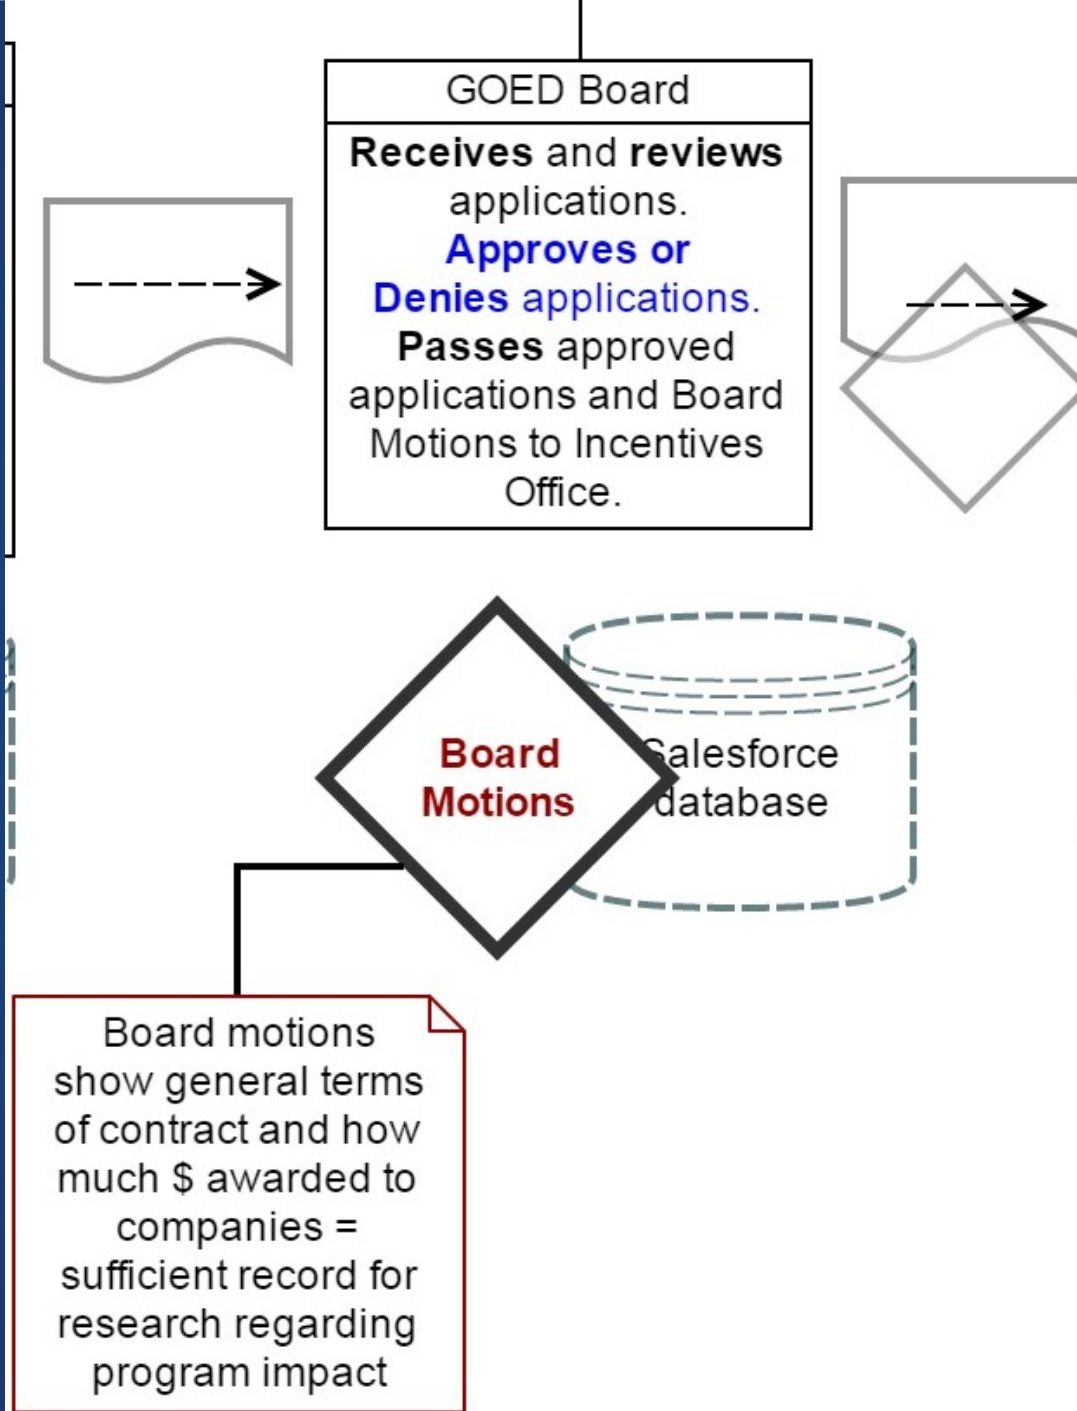 GOED Board
Receives and reviews
applications.
Approves or
Denies applications.
Passes approved
applications and Board
Motions to Incentives
Office.
Board
Motions
Salesforce
database
Board motions
show general terms
of contract and how
much $ awarded to
companies =
sufficient record for
research regarding
program impact